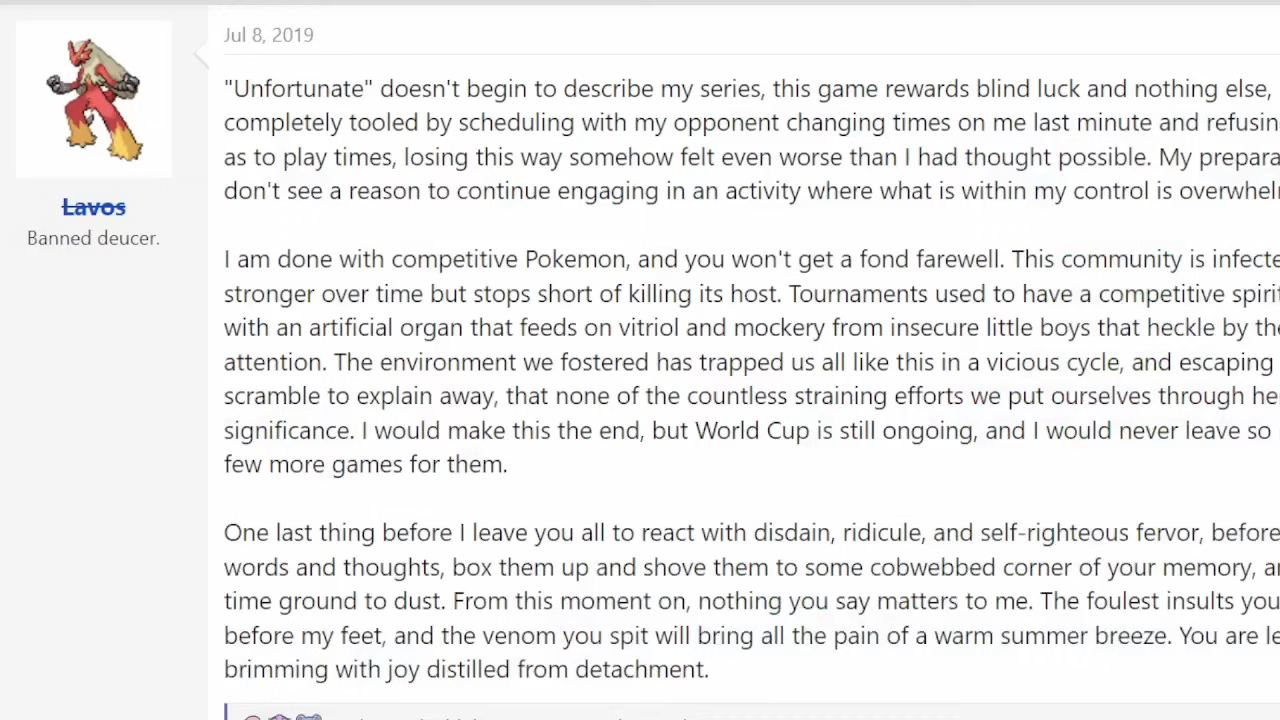 Jul 8, 2019
"Unfortunate" doesn't begin to describe my series, this game rewards blind luck and nothing else,
completely tooled by scheduling with my opponent changing times on me last minute and refusin
as to play times, losing this way somehow felt even worse than I had thought possible. My prepara
don't see a reason to continue engaging in an activity where what is within my control is overwhelm
Lavos
Banned deucer.
I am done with competitive Pokemon, and you won't get a fond farewell. This community is infecte
stronger over time but stops short of killing its host. Tournaments used to have a competitive spirit
with an artificial organ that feeds on vitriol and mockery from insecure little boys that heckle by the
attention. The environment we fostered has trapped us all like this in a vicious cycle, and escaping
scramble to explain away, that none of the countless straining efforts we put ourselves through he
significance. I would make this the end, but World Cup is still ongoing, and I would never leave so
few more games for them.
One last thing before I leave you all to react with disdain, ridicule, and self-righteous fervor, before
words and thoughts, box them up and shove them to some cobwebbed corner of your memory, a
time ground to dust. From this moment on, nothing you say matters to me. The foulest insults you
before my feet, and the venom you spit will bring all the pain of a warm summer breeze. You are le
brimming with joy distilled from detachment.